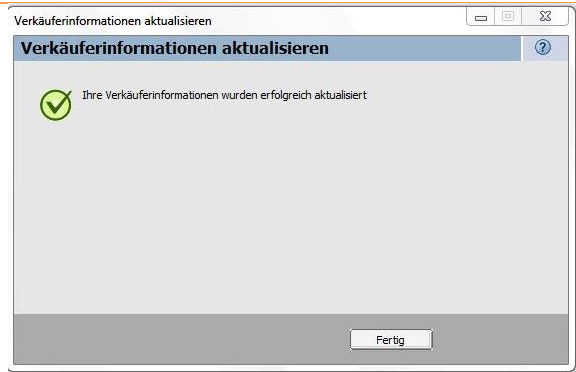 Verkäuferinformationen aktualisieren
Verkäuferinformationen aktualisieren
?
Ihre Verkäuferinformationen wurden erfolgreich aktualisiert
Fertig